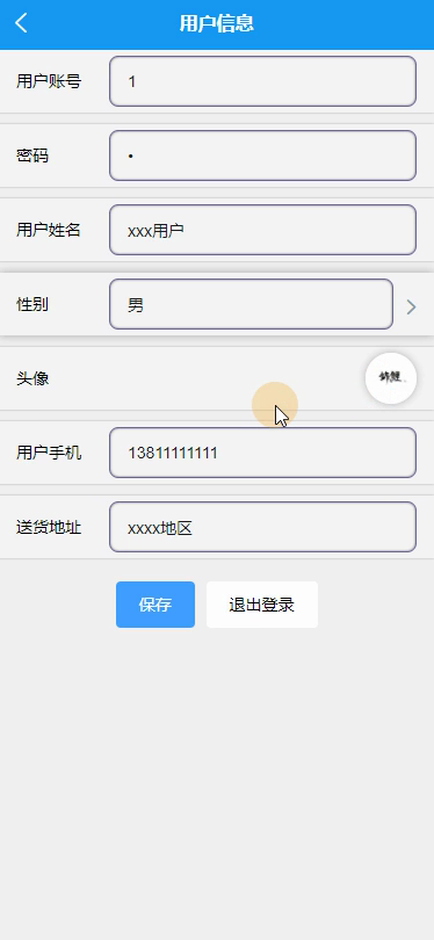 用户信息
用户账号 1
密码 •
用户姓名 xxx用户
性别 男
头像
用户手机 13811111111
送货地址 xxxx地区
保存 退出登录